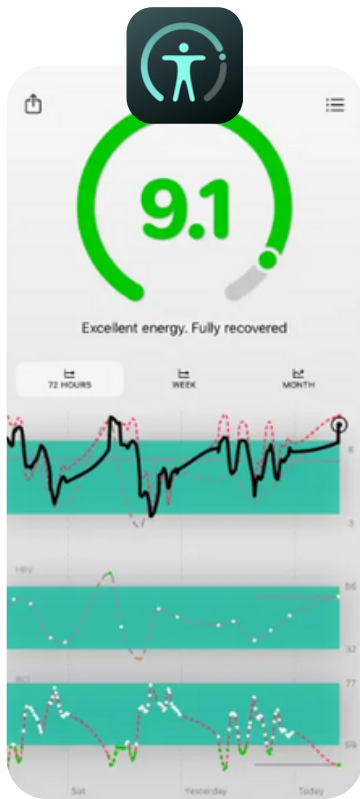 9.1
Excellent energy. Fully recovered
72 HOURS
WEEK
MONTH
8
3
HRV
86
32
77
59
Sat
Yesterday
Today